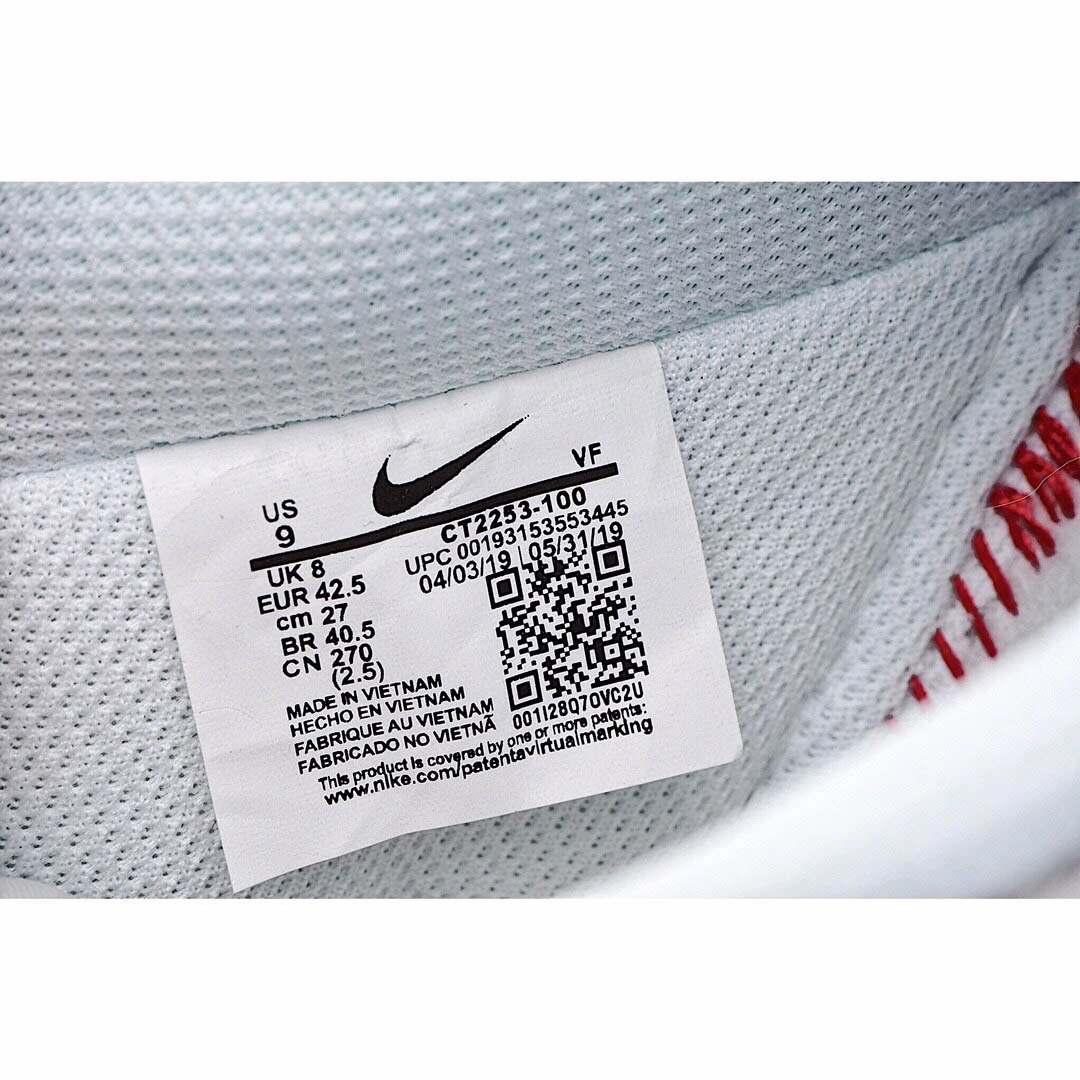 US
9
VF
CT2253-100
UPC 00193153553445
04/03/19 | 05/31/19
UK 8
EUR 42.5
cm 27
BR 40.5
CN 270
(2.5)
001I28Q7OVC2U
MADE IN VIETNAM
HECHO EN VIETNAM
FABRIQUE AU VIETNAM
FABRICADO NO VIETNÃ
This product is covered by one or more patents:
www.nike.com/patentavirtualmarking